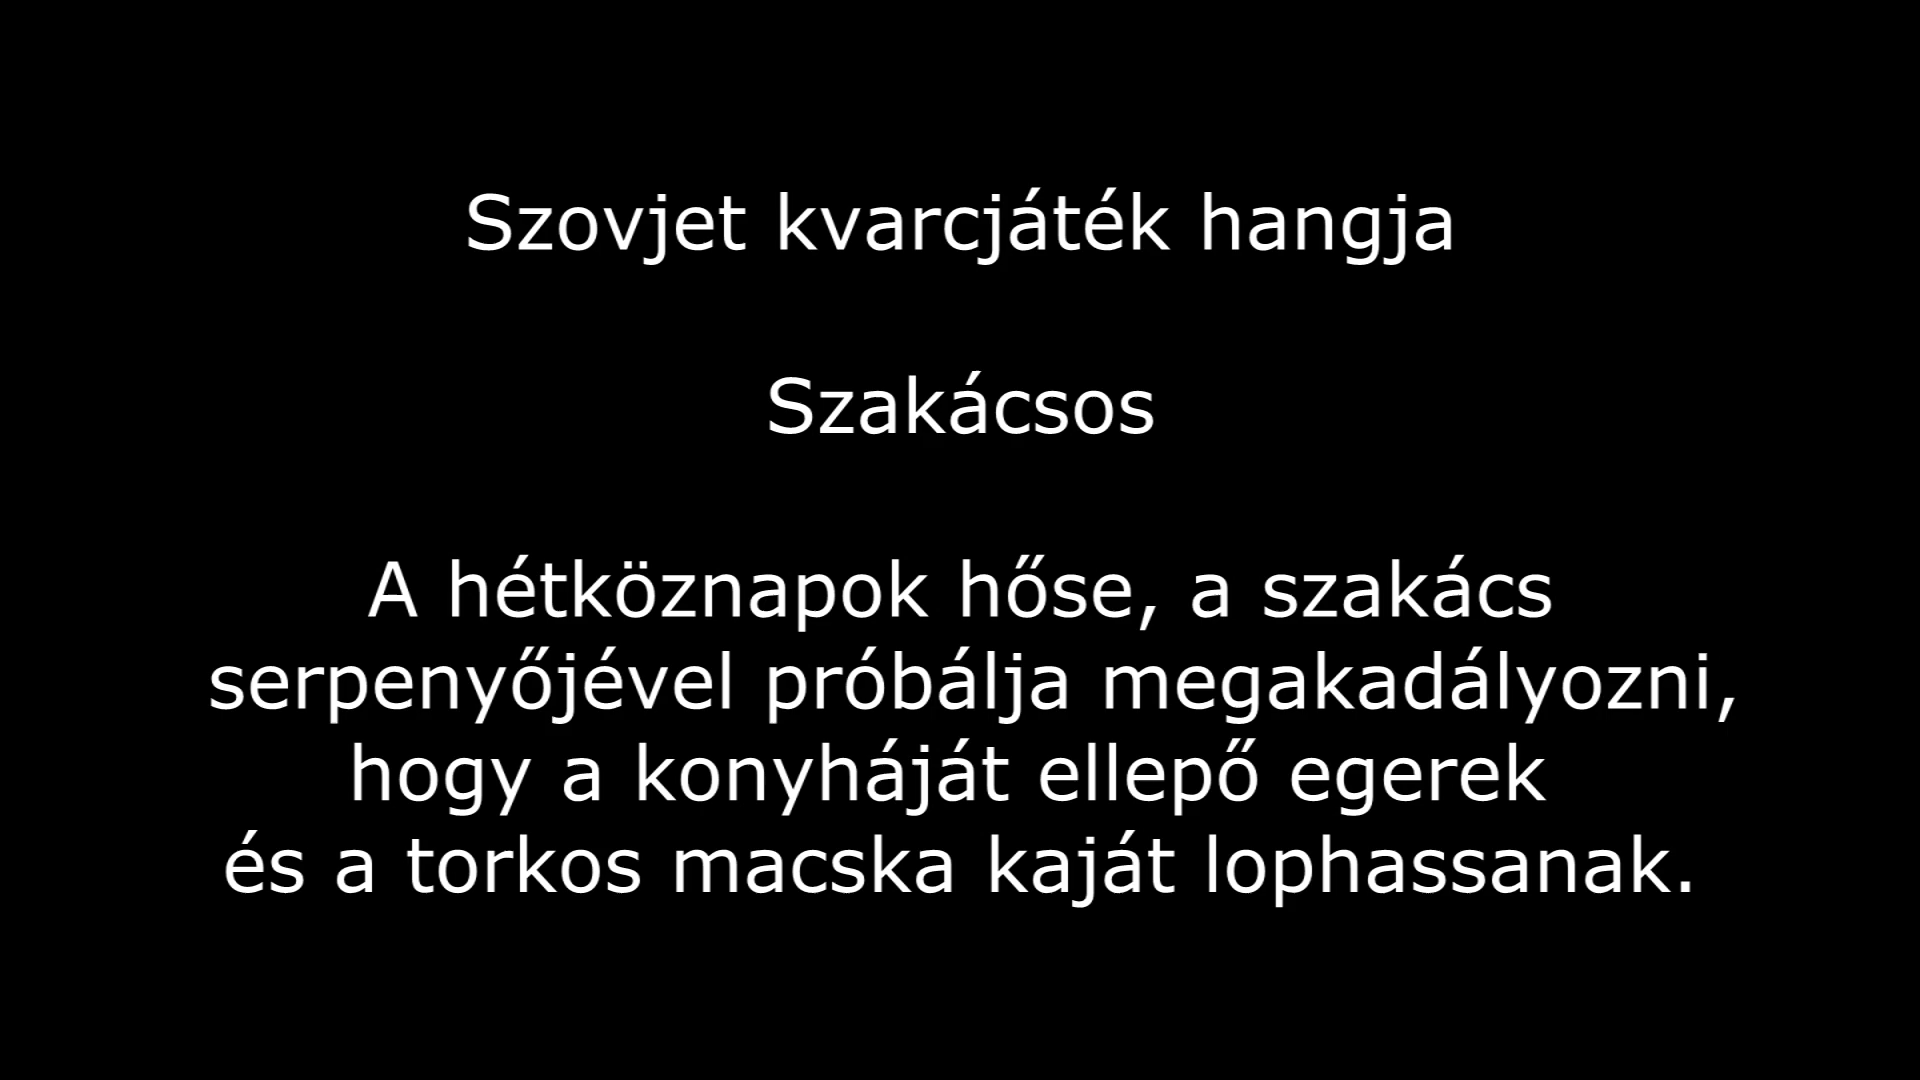 Szovjet kvarcjáték hangja
Szakácsos
A hétköznapok hőse, a szakács
serpenyőjével próbálja megakadályozni,
hogy a konyháját ellepő egerek
és a torkos macska kaját lophassanak.